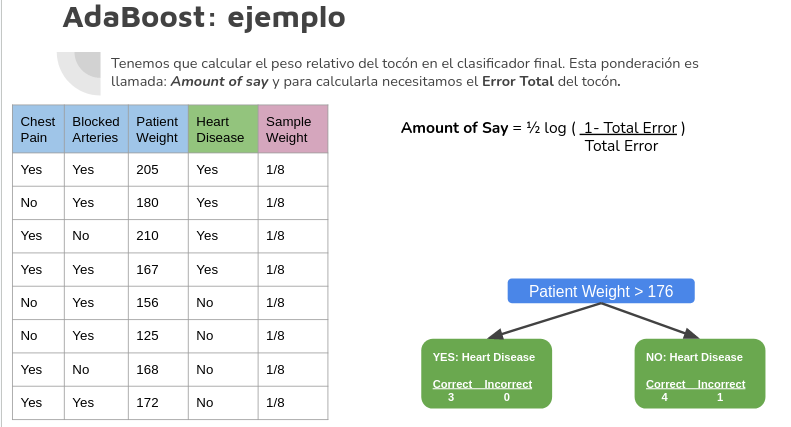 AdaBoost: ejemplo
Tenemos que calcular el peso relativo del tocón en el clasificador final. Esta ponderación es
llamada: Amount of say y para calcularla necesitamos el Error Total del tocón.
Chest Pain Blocked Arteries Patient Weight Heart Disease Sample Weight
Yes Yes 205 Yes 1/8
No Yes 180 Yes 1/8
Yes No 210 Yes 1/8
Yes Yes 167 Yes 1/8
No Yes 156 No 1/8
No Yes 125 No 1/8
Yes No 168 No 1/8
Yes Yes 172 No 1/8
Amount of Say = ½ log ( 1- Total Error )
Total Error
Patient Weight > 176
YES: Heart Disease
Correct Incorrect
3 0
NO: Heart Disease
Correct Incorrect
4 1